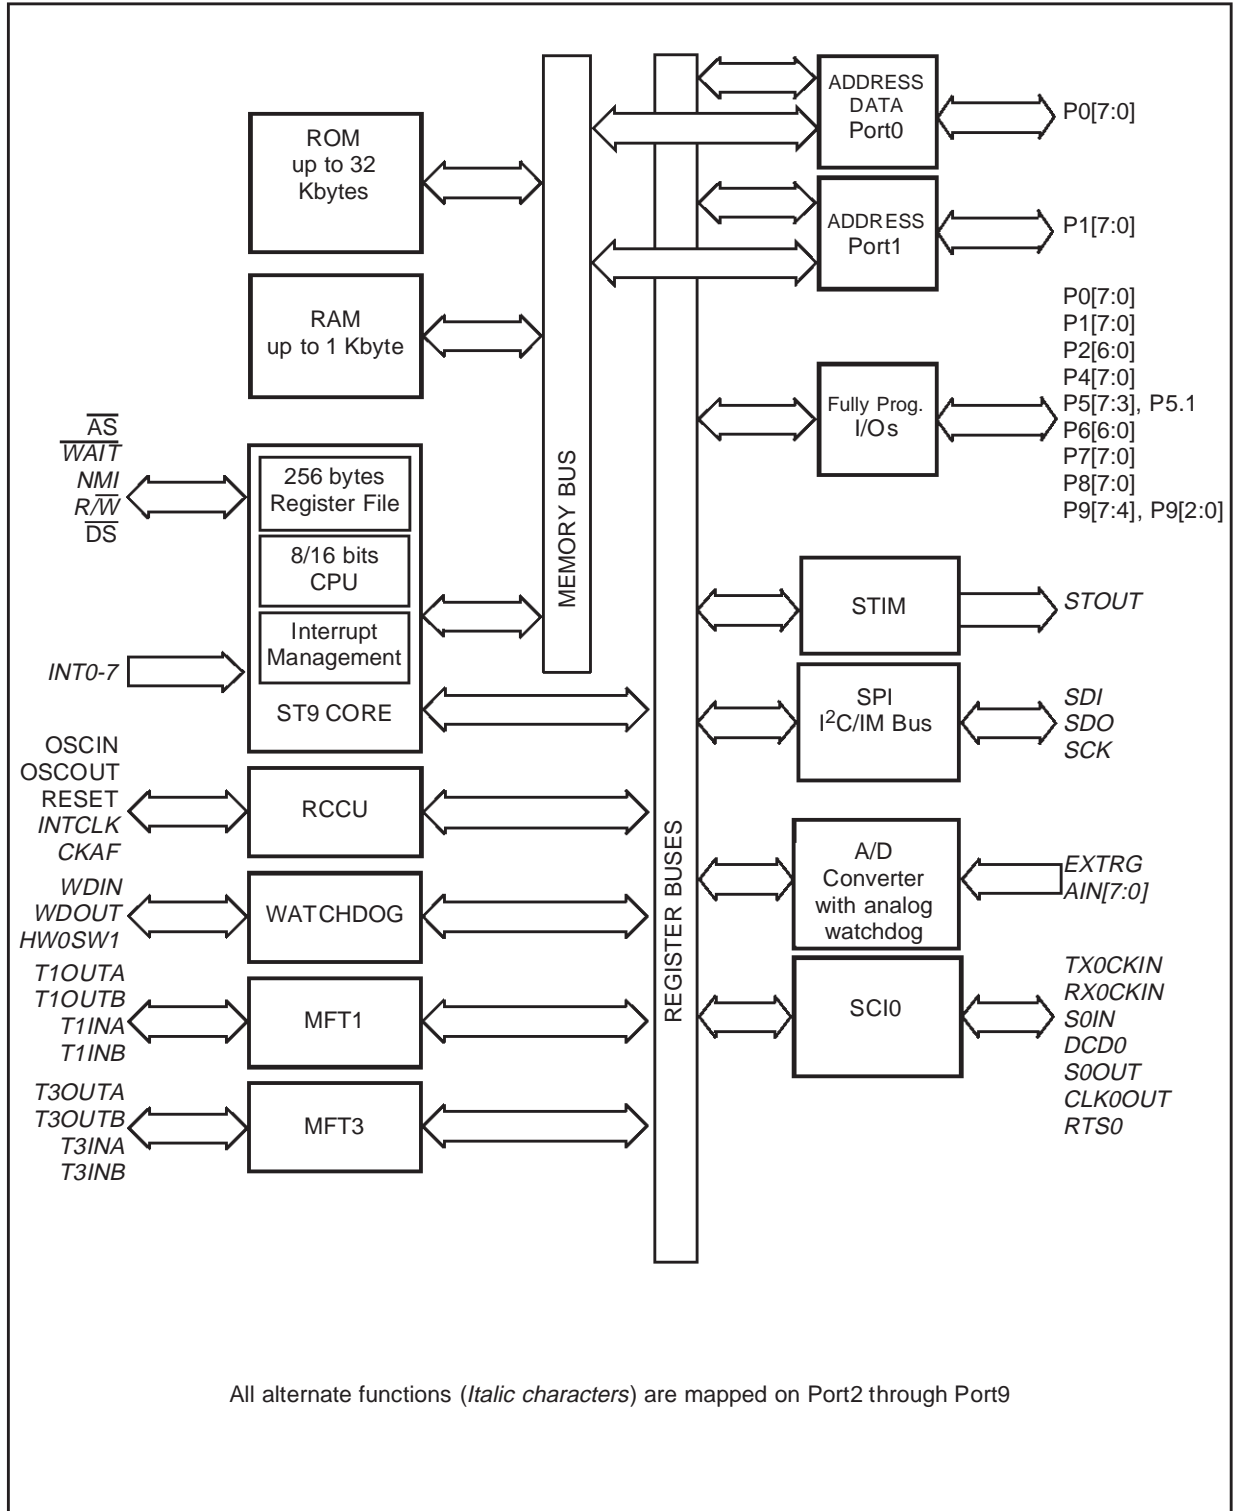 ROM
up to 32
Kbytes
RAM
up to 1 Kbyte
AS
WAIT
NMI
R/W
DS
256 bytes
Register File
8/16 bits
CPU
Interrupt
Management
ST9 CORE
INT0-7
OSCIN
OSCOUT
RESET
INTCLK
CKAF
RCCU
WDIN
WDOUT
HW0SW1
WATCHDOG
T1OUTA
T1OUTB
T1INA
T1INB
MFT1
T3OUTA
T3OUTB
T3INA
T3INB
MFT3
MEMORY BUS
REGISTER BUSES
ADDRESS
DATA
Port0
P0[7:0]
ADDRESS
Port1
P1[7:0]
Fully Prog.
I/Os
P0[7:0]
P1[7:0]
P2[6:0]
P4[7:0]
P5[7:3], P5.1
P6[6:0]
P7[7:0]
P8[7:0]
P9[7:4], P9[2:0]
STIM
STOUT
SPI
I2C/IM Bus
SDI
SDO
SCK
A/D
Converter
with analog
watchdog
EXTRG
AIN[7:0]
SCI0
TX0CKIN
RX0CKIN
S0IN
DCD0
S0OUT
CLK0OUT
RTS0
All alternate functions (Italic characters) are mapped on Port2 through Port9